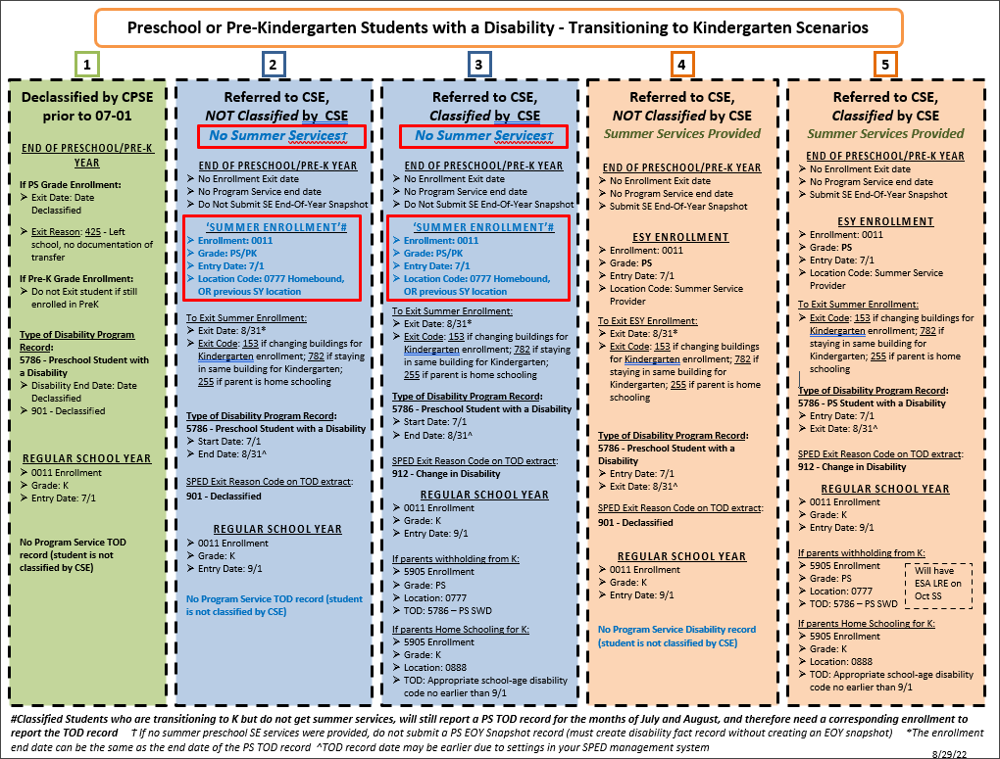 Preschool or Pre-Kindergarten Students with a Disability - Transitioning to Kindergarten Scenarios
1
Declassified by CPSE
prior to 07-01
END OF PRESCHOOL/PRE-K
YEAR
If PS Grade Enrollment:
➢ Exit Date: Date
Declassified
➢ Exit Reason: 425 - Left
school, no documentation of
transfer
If Pre-K Grade Enrollment:
➢ Do not Exit student if still
enrolled in PreK
Type of Disability Program
Record:
5786 - Preschool Student with
a Disability
➢ Disability End Date: Date
Declassified
➢ 901 - Declassified
REGULAR SCHOOL YEAR
➢ 0011 Enrollment
➢ Grade: K
➢ Entry Date: 7/1
No Program Service TOD
record (student is not
classified by CSE)
2
Referred to CSE,
NOT Classified by CSE
No Summer Services†
END OF PRESCHOOL/PRE-K YEAR
➢ No Enrollment Exit date
➢ No Program Service end date
➢ Do Not Submit SE End-Of-Year Snapshot
‘SUMMER ENROLLMENT’#
➢ Enrollment: 0011
➢ Grade: PS/PK
➢ Entry Date: 7/1
➢ Location Code: 0777 Homebound,
OR previous SY location
To Exit Summer Enrollment:
➢ Exit Date: 8/31*
➢ Exit Code: 153 if changing buildings for
Kindergarten enrollment; 782 if staying
in same building for Kindergarten;
255 if parent is home schooling
Type of Disability Program Record:
5786 - Preschool Student with a Disability
➢ Start Date: 7/1
➢ End Date: 8/31^
SPED Exit Reason Code on TOD extract:
901 - Declassified
REGULAR SCHOOL YEAR
➢ 0011 Enrollment
➢ Grade: K
➢ Entry Date: 9/1
No Program Service TOD record (student
is not classified by CSE)
3
Referred to CSE,
Classified by CSE
No Summer Services†
END OF PRESCHOOL/PRE-K YEAR
➢ No Enrollment Exit date
➢ No Program Service end date
➢ Do Not Submit SE End-Of-Year Snapshot
‘SUMMER ENROLLMENT’#
➢ Enrollment: 0011
➢ Grade: PS/PK
➢ Entry Date: 7/1
➢ Location Code: 0777 Homebound,
OR previous SY location
To Exit Summer Enrollment:
➢ Exit Date: 8/31*
➢ Exit Code: 153 if changing buildings for
Kindergarten enrollment; 782 if staying
in same building for Kindergarten;
255 if parent is home schooling
Type of Disability Program Record:
5786 - Preschool Student with a Disability
➢ Start Date: 7/1
➢ End Date: 8/31^
SPED Exit Reason Code on TOD extract:
912 - Change in Disability
REGULAR SCHOOL YEAR
➢ 0011 Enrollment
➢ Grade: K
➢ Entry Date: 9/1
If parents withholding from K:
➢ 5905 Enrollment
➢ Grade: PS
➢ Location: 0777
➢ TOD: 5786 – PS SWD
If parents Home Schooling for K:
➢ 5905 Enrollment
➢ Grade: K
➢ Location: 0888
➢ TOD: Appropriate school-age disability
code no earlier than 9/1
4
Referred to CSE,
NOT Classified by CSE
Summer Services Provided
END OF PRESCHOOL/PRE-K YEAR
➢ No Enrollment Exit date
➢ No Program Service end date
➢ Submit SE End-Of-Year Snapshot
ESY ENROLLMENT
➢ Enrollment: 0011
➢ Grade: PS
➢ Entry Date: 7/1
➢ Location Code: Summer Service
Provider
To Exit ESY Enrollment:
➢ Exit Date: 8/31*
➢ Exit Code: 153 if changing buildings
for Kindergarten enrollment; 782 if
staying in same building for
Kindergarten; 255 if parent is home
schooling
Type of Disability Program Record:
5786 - Preschool Student with a
Disability
➢ Entry Date: 7/1
➢ Exit Date: 8/31^
SPED Exit Reason Code on TOD extract:
901 - Declassified
REGULAR SCHOOL YEAR
➢ 0011 Enrollment
➢ Grade: K
➢ Entry Date: 9/1
No Program Service Disability record
(student is not classified by CSE)
5
Referred to CSE,
Classified by CSE
Summer Services Provided
END OF PRESCHOOL/PRE-K YEAR
➢ No Enrollment Exit date
➢ No Program Service end date
➢ Submit SE End-Of-Year Snapshot
ESY ENROLLMENT
➢ Enrollment: 0011
➢ Grade: PS
➢ Entry Date: 7/1
➢ Location Code: Summer Service
Provider
To Exit Summer Enrollment:
➢ Exit Code: 153 if changing buildings for
Kindergarten enrollment; 782 if
staying in same building for
Kindergarten; 255 if parent is home
schooling
Type of Disability Program Record:
5786 - PS Student with a Disability
➢ Entry Date: 7/1
➢ Exit Date: 8/31^
SPED Exit Reason Code on TOD extract:
912 - Change in Disability
REGULAR SCHOOL YEAR
➢ 0011 Enrollment
➢ Grade: K
➢ Entry Date: 9/1
If parents withholding from K:
➢ 5905 Enrollment
➢ Grade: PS
➢ Location: 0777
➢ TOD: 5786 – PS SWD
Will have
ESA LRE on
Oct SS
If parents Home Schooling for K:
➢ 5905 Enrollment
➢ Grade: K
➢ Location: 0888
➢ TOD: Appropriate school-age disability
code no earlier than 9/1
#Classified Students who are transitioning to K but do not get summer services, will still report a PS TOD record for the months of July and August, and therefore need a corresponding enrollment to
report the TOD record † If no summer preschool SE services were provided, do not submit a PS EOY Snapshot record (must create disability fact record without creating an EOY snapshot) *The enrollment
end date can be the same as the end date of the PS TOD record ^TOD record date may be earlier due to settings in your SPED management system
8/29/22